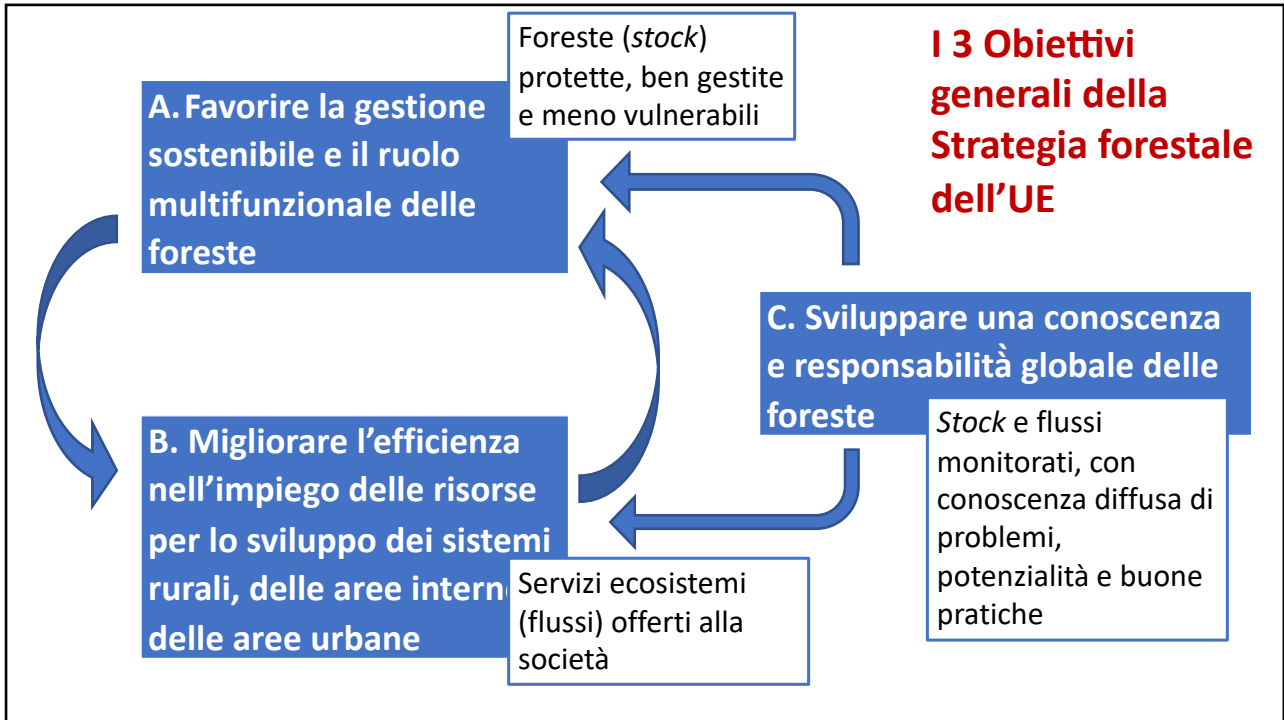 I 3 Obiettivi
generali della
Strategia forestale
dell’UE
Foreste (stock)
protette, ben gestite
e meno vulnerabili
A. Favorire la gestione
sostenibile e il ruolo
multifunzionale delle
foreste
B. Migliorare l’efficienza
nell’impiego delle risorse
per lo sviluppo dei sistemi
rurali, delle aree intern
delle aree urbane
Servizi ecosistemi
(flussi) offerti alla
società
C. Sviluppare una conoscenza
e responsabilità globale delle
foreste
Stock e flussi
monitorati, con
conoscenza diffusa di
problemi,
potenzialità e buone
pratiche